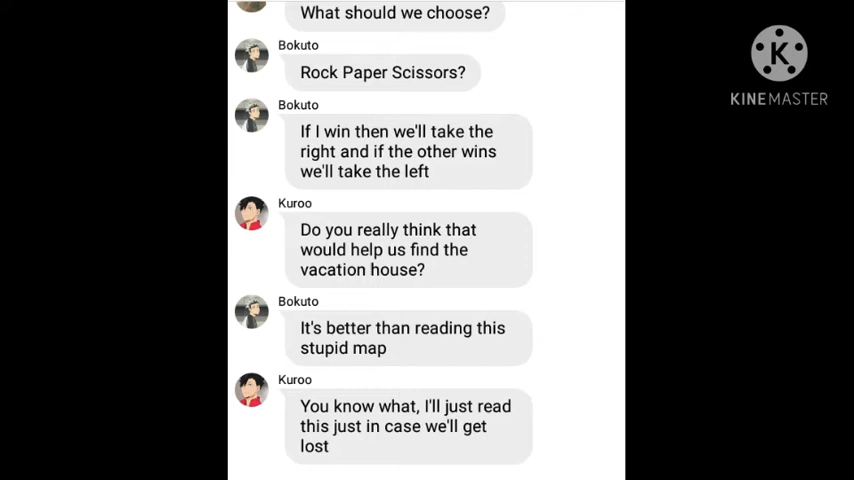 What should we choose?
Bokuto
Rock Paper Scissors?
Bokuto
If I win then we'll take the
right and if the other wins
we'll take the left
Kuroo
Do you really think that
would help us find the
vacation house?
Bokuto
It's better than reading this
stupid map
Kuroo
You know what, I'll just read
this just in case we'll get
lost
K
KINEMASTER